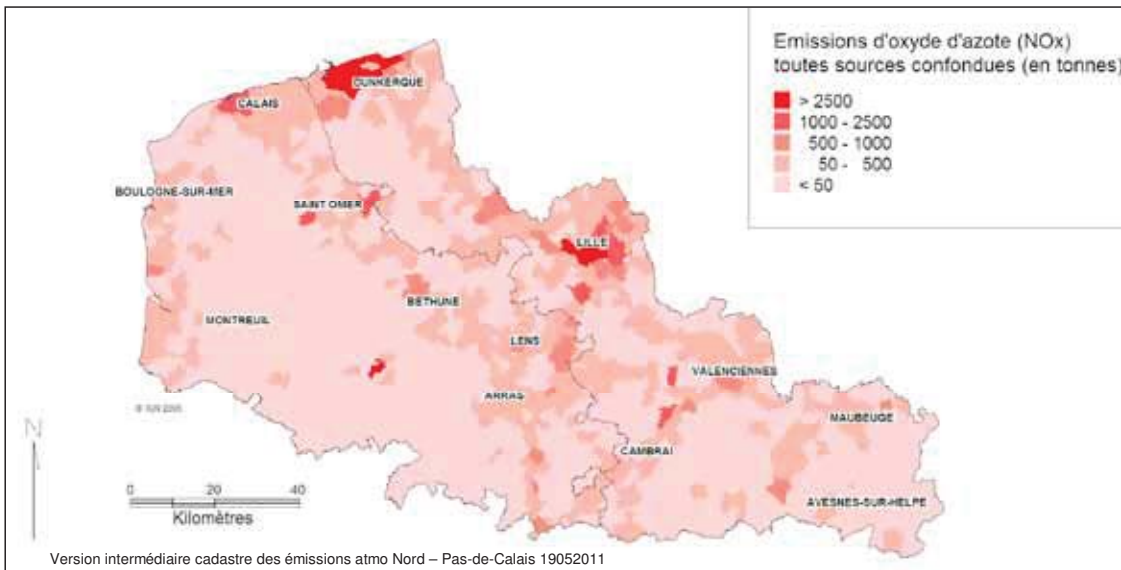 Emissions d'oxyde d'azote (NOx)
toutes sources confondues (en tonnes)
> 2500
1000 - 2500
500 - 1000
50 - 500
< 50
DUNKERQUE
CALAIS
BOULOGNE-SUR-MER
SAINT OMER
LILLE
BETHUNE
MONTREUIL
LENS
VALENCIENNES
ARRAS
MAUBEUGE
CAMBRAI
AVESNES-SUR-HELPE
N
0 20 40
Kilomètres
Version intermédiaire cadastre des émissions atmo Nord – Pas-de-Calais 19052011